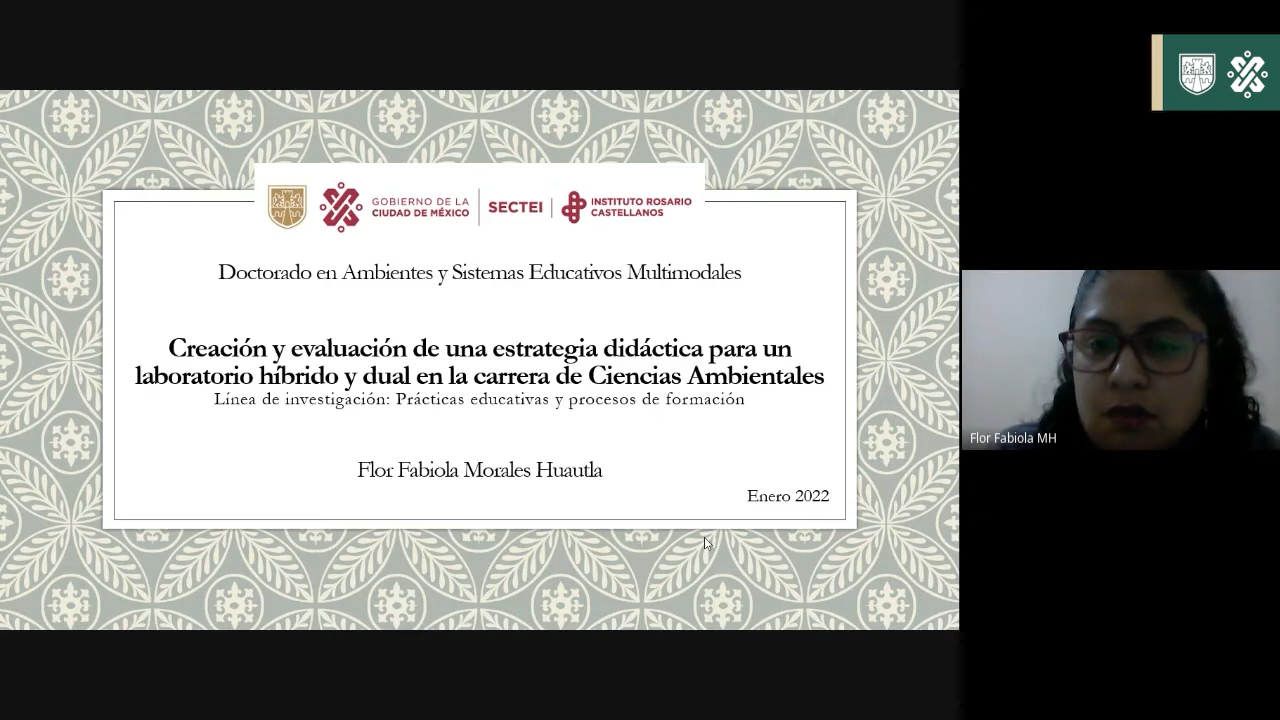 GOBIERNO DE LA
CIUDAD DE MÉXICO
SECTEI
INSTITUTO ROSARIO
CASTELLANOS
Doctorado en Ambientes y Sistemas Educativos Multimodales
Creación y evaluación de una estrategia didáctica para un
laboratorio híbrido y dual en la carrera de Ciencias Ambientales
Línea de investigación: Prácticas educativas y procesos de formación
Flor Fabiola Morales Huautla
Enero 2022
Flor Fabiola MH